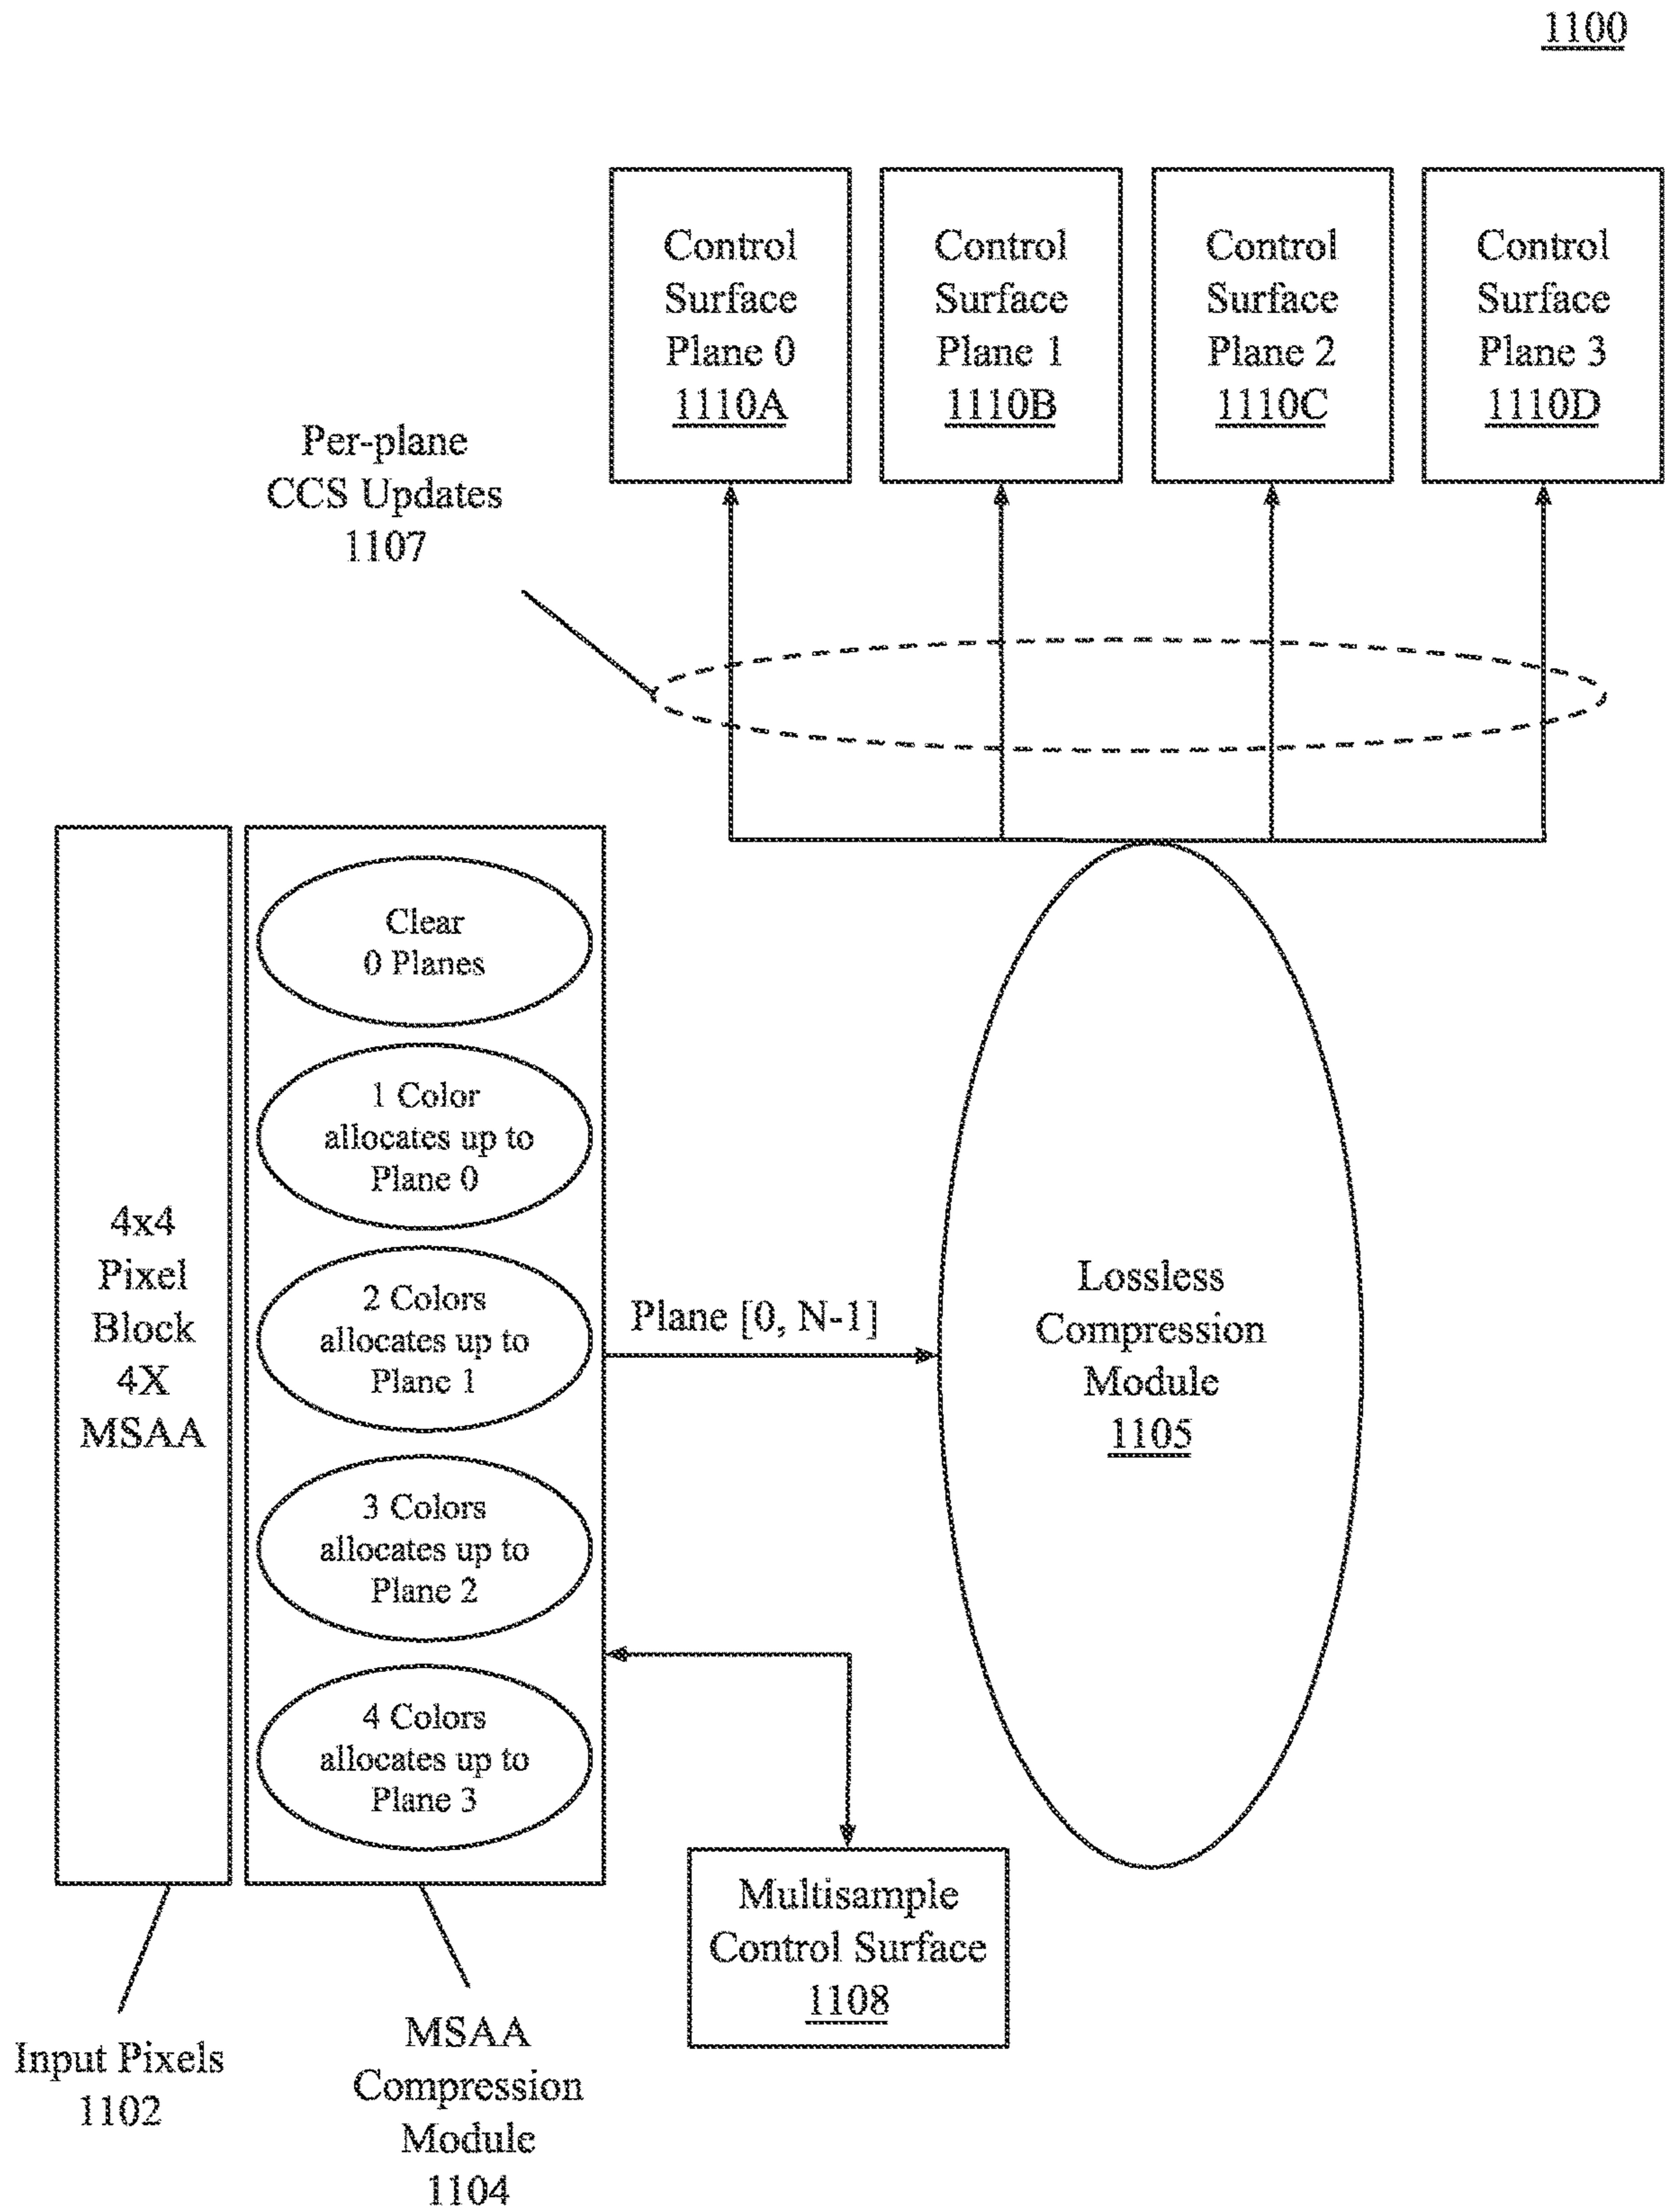 1100
Control
Surface
Plane 0
1110A
Control
Surface
Plane 1
1110B
Control
Surface
Plane 2
1110C
Control
Surface
Plane 3
1110D
Per-plane
CCS Updates
1107
4x4
Pixel
Block
4X
MSAA
Clear
0 Planes
1 Color
allocates up to
Plane 0
2 Colors
allocates up to
Plane 1
3 Colors
allocates up to
Plane 2
4 Colors
allocates up to
Plane 3
Plane [0, N-1]
Lossless
Compression
Module
1105
Multisample
Control Surface
1108
Input Pixels
1102
MSAA
Compression
Module
1104